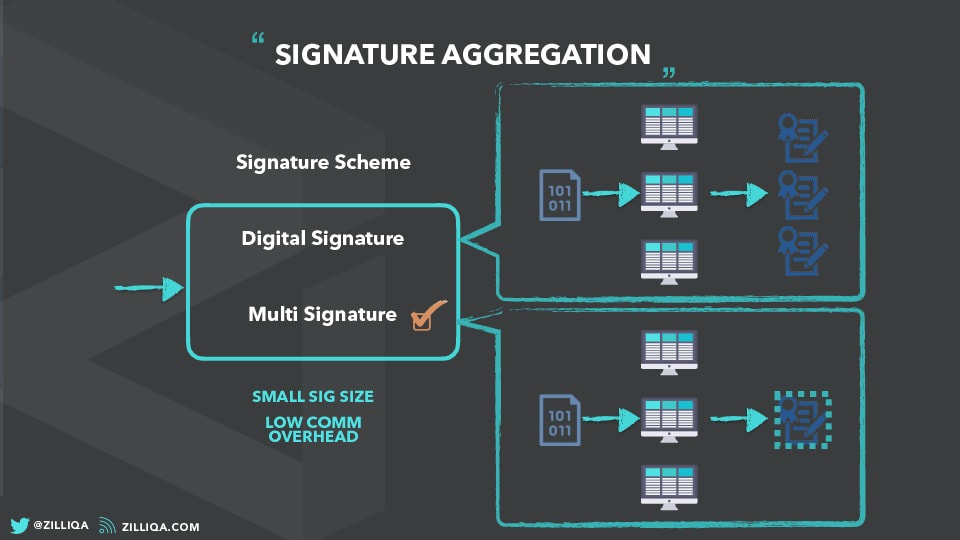 “ SIGNATURE AGGREGATION ”
Signature Scheme
Digital Signature
Multi Signature
SMALL SIG SIZE
LOW COMM
OVERHEAD
101
011
101
011
@ZILLIQA
ZILLIQA.COM